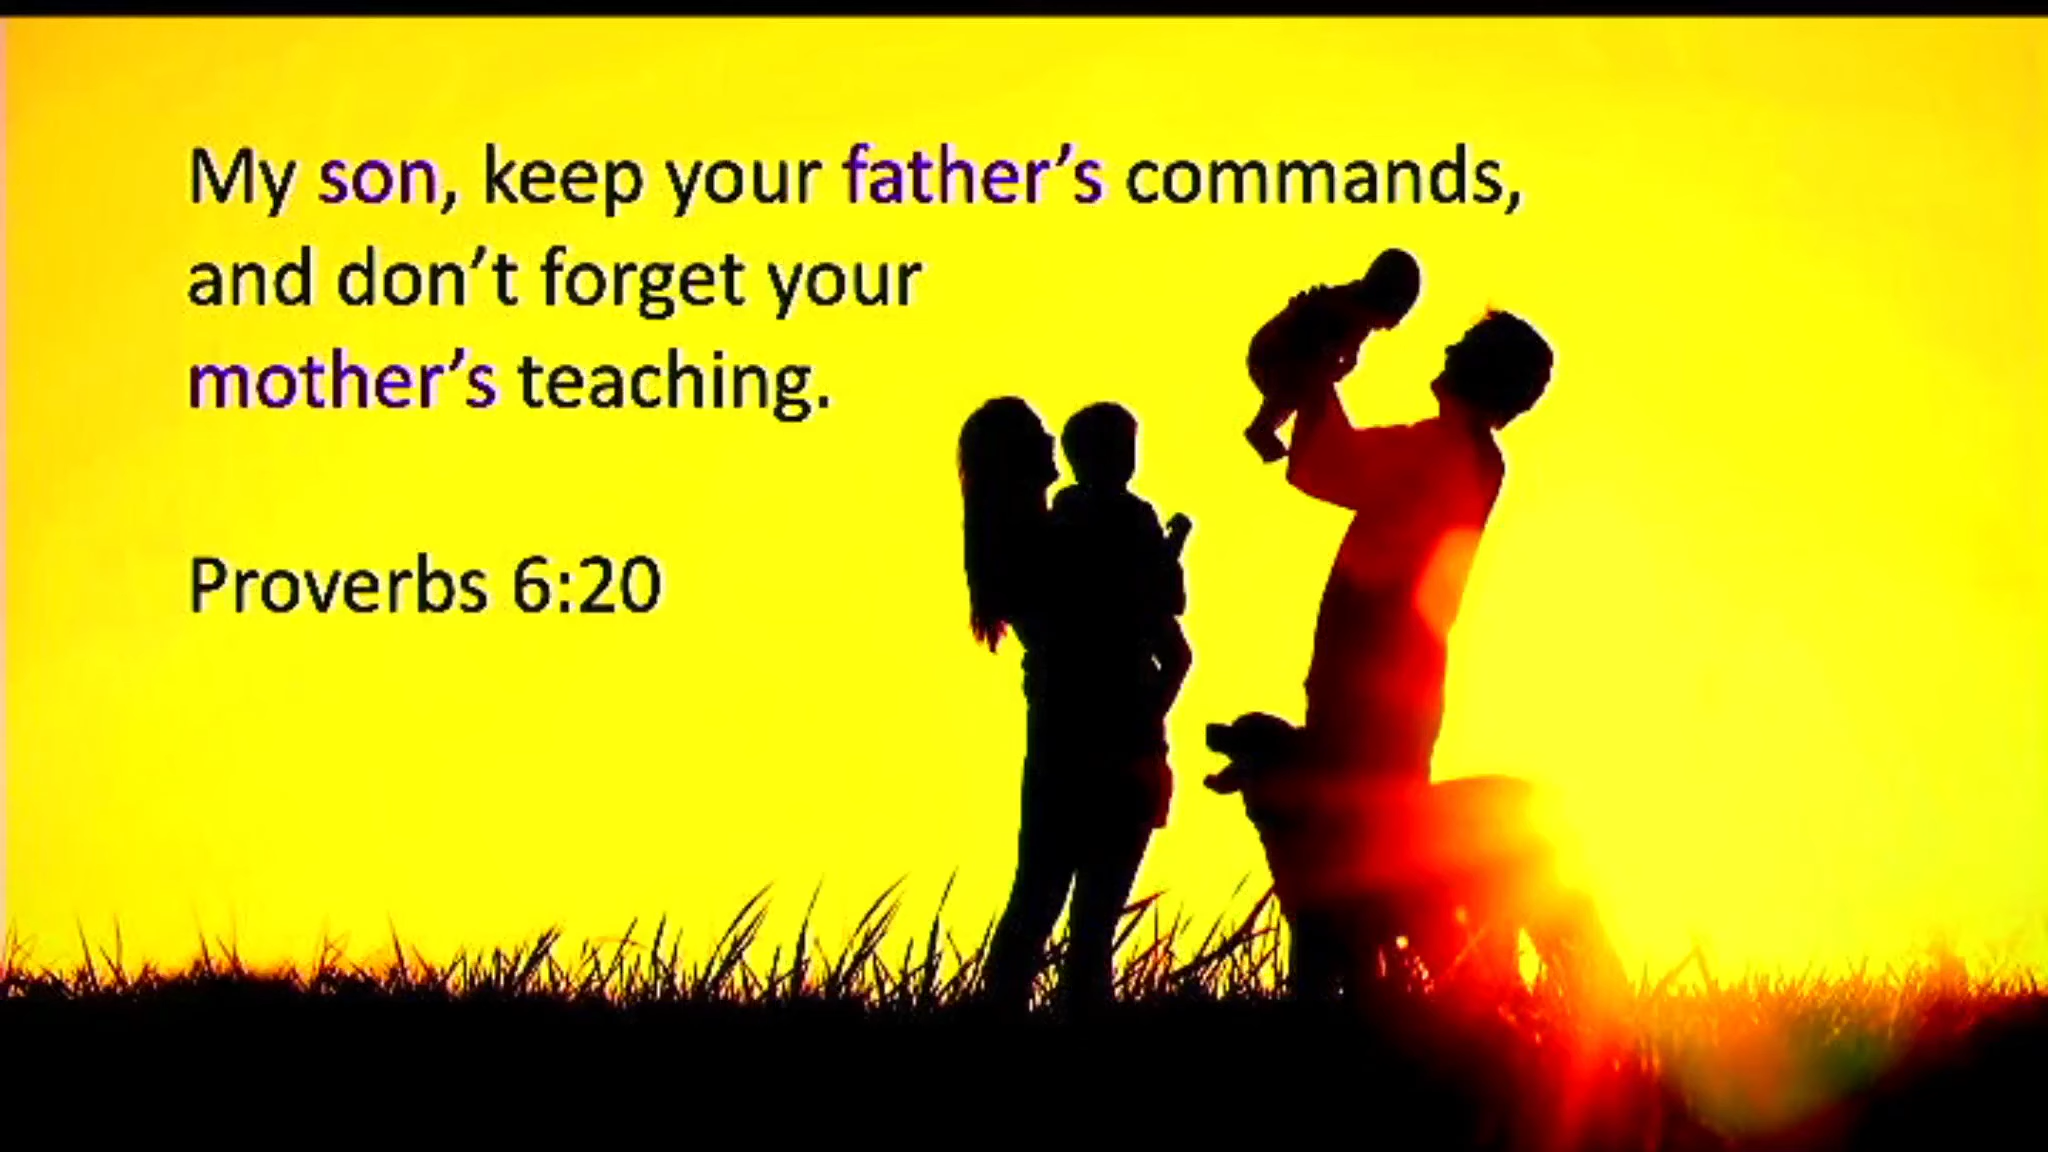 My son, keep your father’s commands,
and don’t forget your
mother’s teaching.
Proverbs 6:20